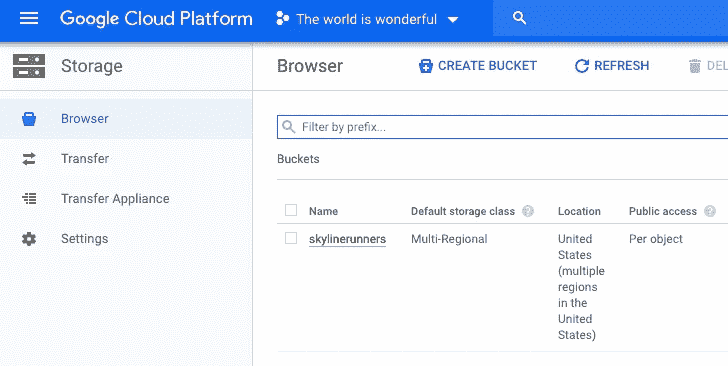 Google Cloud Platform
The world is wonderful
Storage
Browser
Transfer
Transfer Appliance
Settings
Browser
CREATE BUCKET
REFRESH
DEL
Filter by prefix...
Buckets
Name
Default storage class
Location
Public access
skylinerunners
Multi-Regional
United
States
(multiple
regions
in the
United
States)
Per object